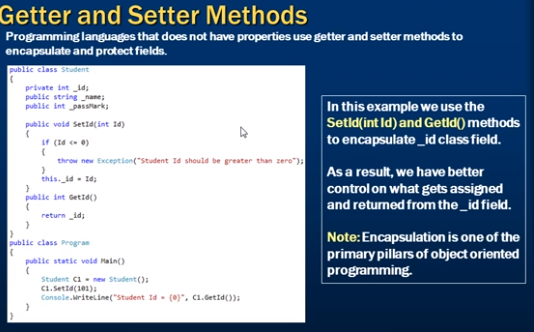 Getter and Setter Methods
Programming languages that does not have properties use getter and setter methods to
encapsulate and protect fields.
public class Student
{
private int _id;
public string _name;
public int _passMark;
public void SetId(int Id)
{
if (Id <= 0)
{
throw new Exception("Student Id should be greater than zero");
}
this._id = Id;
}
public int GetId()
{
return _id;
}
}
public class Program
{
public static void Main()
{
Student C1 = new Student();
C1.SetId(101);
Console.WriteLine("Student Id = {0}", C1.GetId());
}
}
In this example we use the
SetId(int Id) and GetId() methods
to encapsulate _id class field.
As a result, we have better
control on what gets assigned
and returned from the _id field.
Note: Encapsulation is one of the
primary pillars of object oriented
programming.